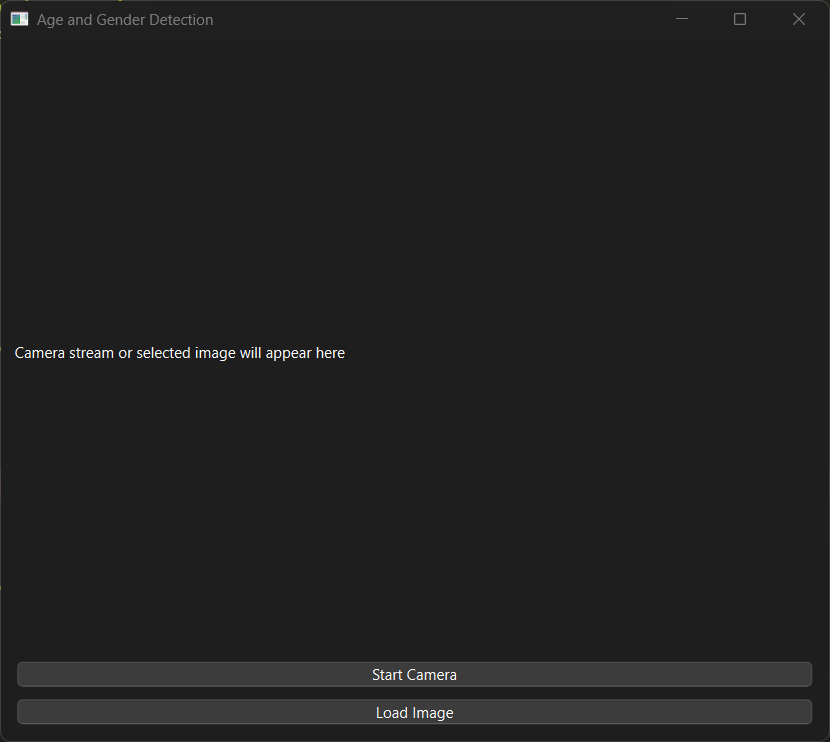 Age and Gender Detection
Camera stream or selected image will appear here
Start Camera
Load Image